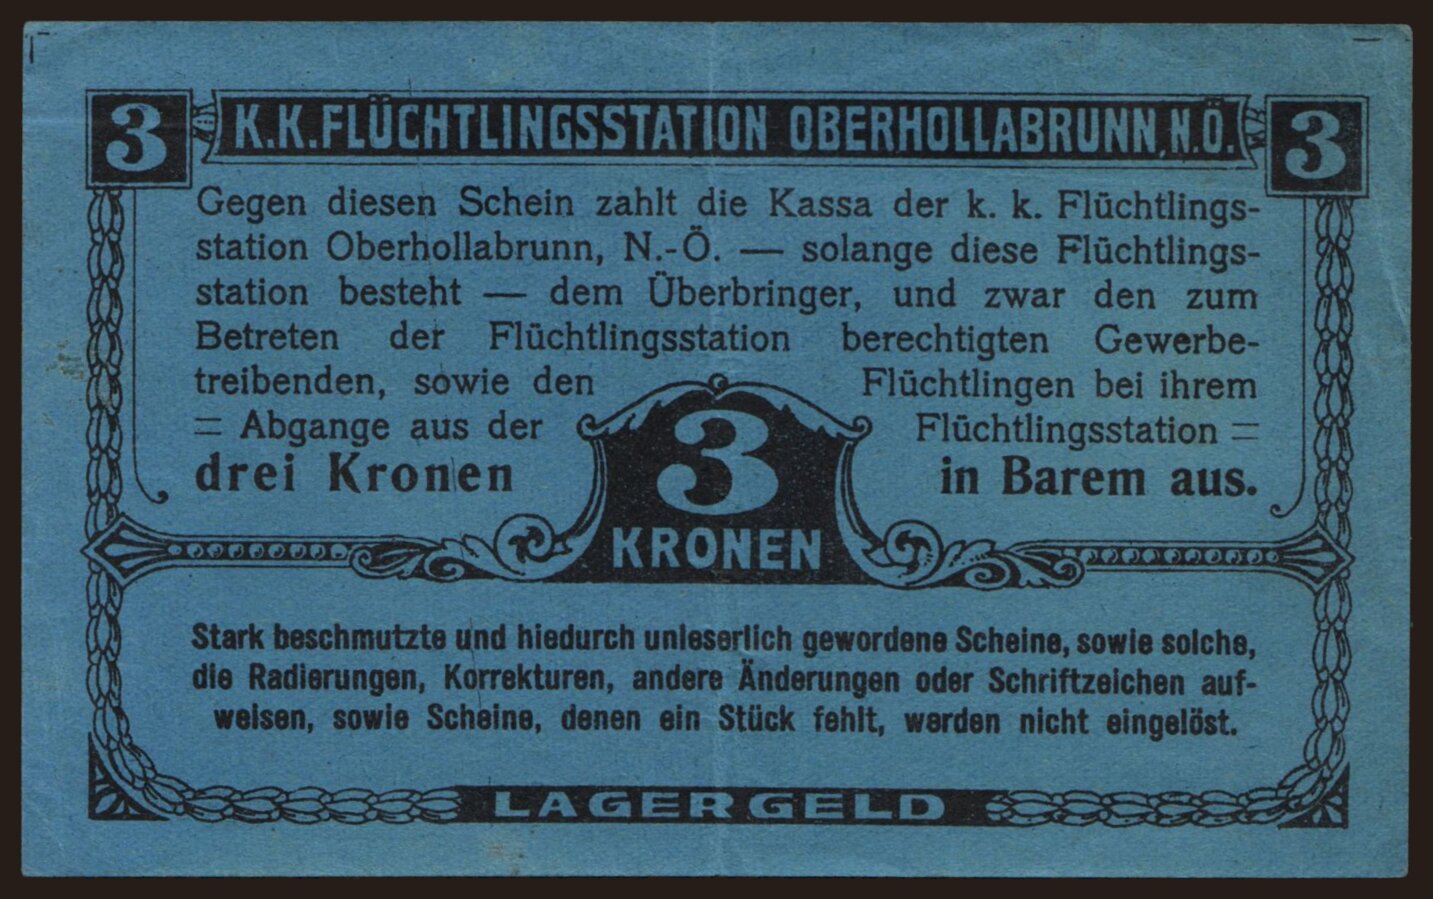 3 K.K. FLÜCHTLINGSSTATION OBERHOLLABRUNN, N.Ö. 3
Gegen diesen Schein zahlt die Kassa der k. k. Flüchtlings-
station Oberhollabrunn, N.-Ö. — solange diese Flüchtlings-
station besteht — dem Überbringer, und zwar den zum
Betreten der Flüchtlingsstation berechtigten Gewerbe-
treibenden, sowie den Flüchtlingen bei ihrem
= Abgange aus der Flüchtlingsstation =
drei Kronen in Barem aus.
3
KRONEN
Stark beschmutzte und hiedurch unleserlich gewordene Scheine, sowie solche,
die Radierungen, Korrekturen, andere Änderungen oder Schriftzeichen auf-
weisen, sowie Scheine, denen ein Stück fehlt, werden nicht eingelöst.
LAGERGELD